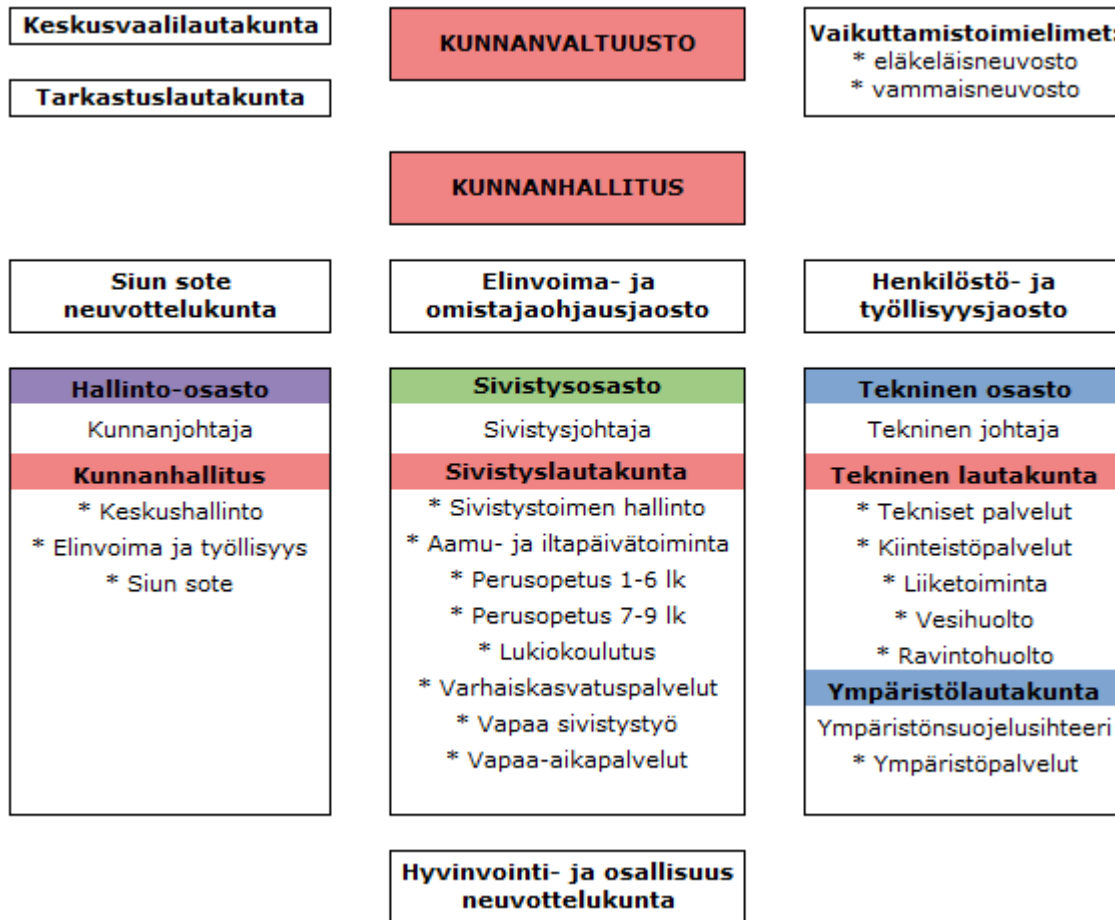 Keskusvaalilautakunta
Tarkastuslautakunta
KUNNANVALTUUSTO
Vaikuttamistoimielimet:
* eläkeläisneuvosto
* vammaisneuvosto
KUNNANHALLITUS
Siun sote
neuvottelukunta
Elinvoima- ja
omistajaohjausjaosto
Henkilöstö- ja
työllisyysjaosto
Hallinto-osasto
Kunnanjohtaja
Kunnanhallitus
* Keskushallinto
* Elinvoima ja työllisyys
* Siun sote
Sivistysosasto
Sivistysjohtaja
Sivistyslautakunta
* Sivistystoimen hallinto
* Aamu- ja iltapäivätoiminta
* Perusopetus 1-6 lk
* Perusopetus 7-9 lk
* Lukiokoulutus
* Varhaiskasvatuspalvelut
* Vapaa sivistystyö
* Vapaa-aikapalvelut
Tekninen osasto
Tekninen johtaja
Tekninen lautakunta
* Tekniset palvelut
* Kiinteistöpalvelut
* Liiketoiminta
* Vesihuolto
* Ravintohuolto
Ympäristölautakunta
Ympäristönsuojelusihteeri
* Ympäristöpalvelut
Hyvinvointi- ja osallisuus
neuvottelukunta